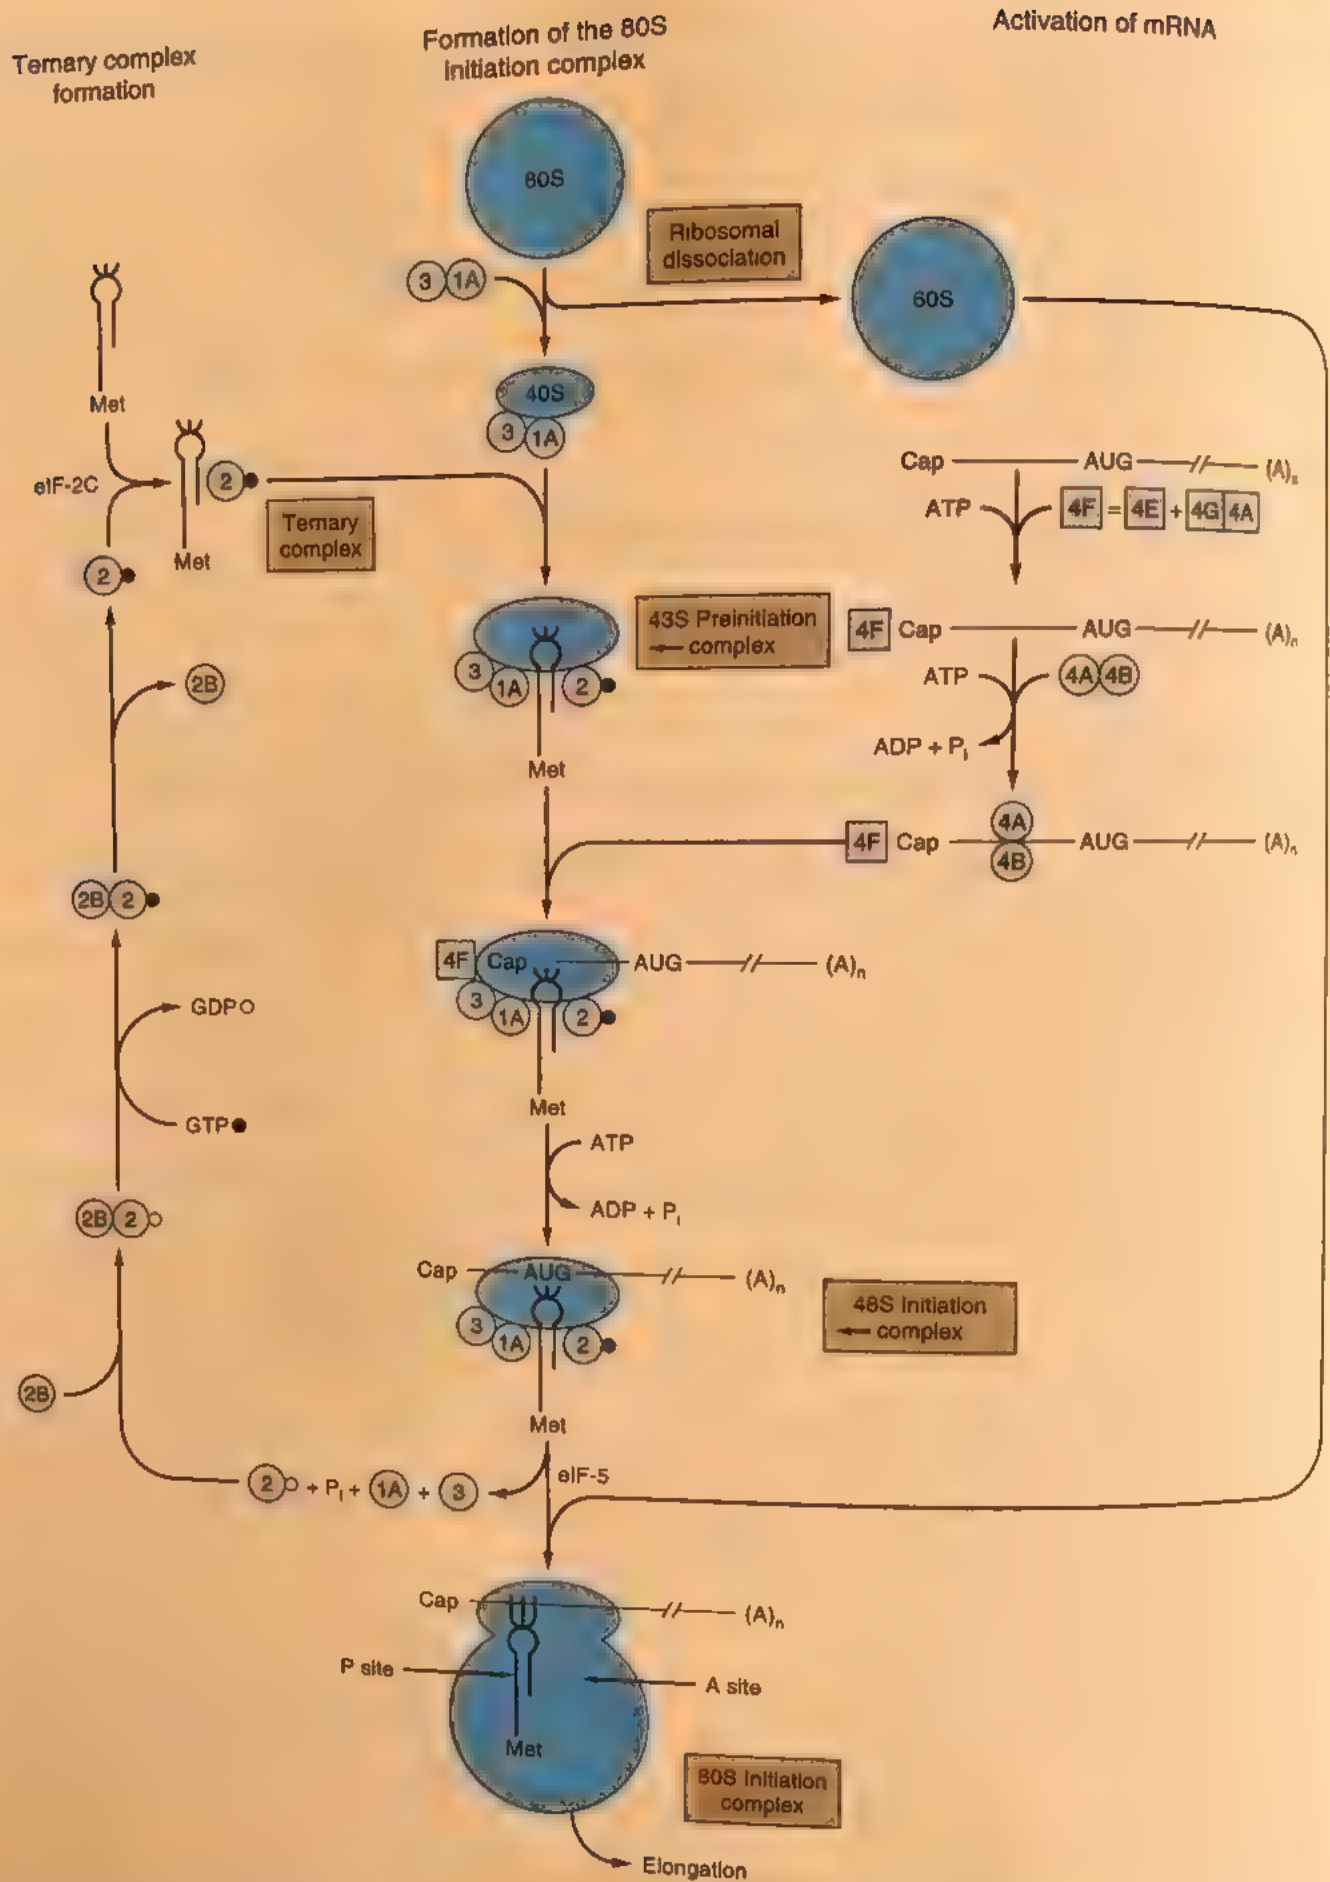 Ternary complex
formation
Formation of the 80S
initiation complex
Activation of mRNA
80S
Ribosomal
dissociation
3 1A
60S
40S
3 1A
Met
eIF-2C
2
Met
Ternary
complex
2
Cap AUG (A)n
ATP 4F = 4E + 4G 4A
43S Preinitiation
complex
4F Cap AUG (A)n
3 1A 2
Met
ATP 4A 4B
ADP + Pi
2B
4A
4F Cap AUG (A)n
4B
2B 2
4F Cap AUG (A)n
3 1A 2
Met
GDP
GTP
ATP
ADP + Pi
2B 2
Cap AUG (A)n
3 1A 2
Met
48S Initiation
complex
2B
2 + Pi + 1A + 3
eIF-5
Cap (A)n
P site
A site
Met
80S Initiation
complex
Elongation